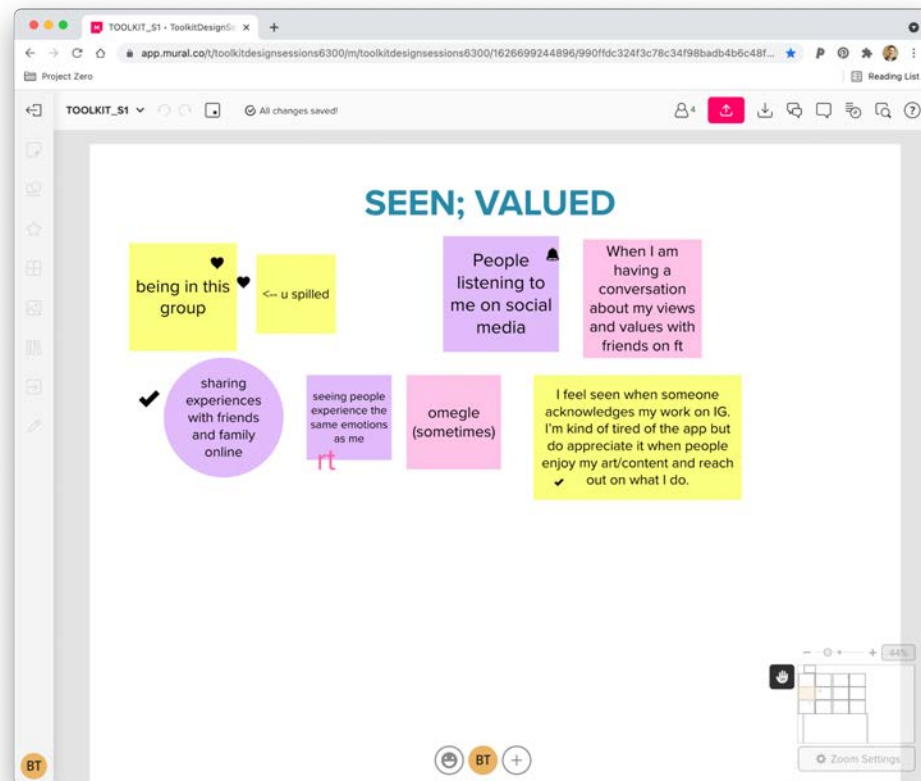 TOOLKIT_S1 • ToolkitDesignSe
app.mural.co/t/toolkitdesignsessions6300/m/toolkitdesignsessions6300/1626699244896/990ffdc324f3c78c34f98badb4b6c48f...
Project Zero
Reading List
TOOLKIT_S1
All changes saved!
4
SEEN; VALUED
being in this
group
<-- u spilled
People
listening to
me on social
media
When I am
having a
conversation
about my views
and values with
friends on ft
sharing
experiences
with friends
and family
online
seeing people
experience the
same emotions
as me
rt
omegle
(sometimes)
I feel seen when someone
acknowledges my work on IG.
I'm kind of tired of the app but
do appreciate it when people
enjoy my art/content and reach
out on what I do.
44%
Zoom Settings
BT
BT